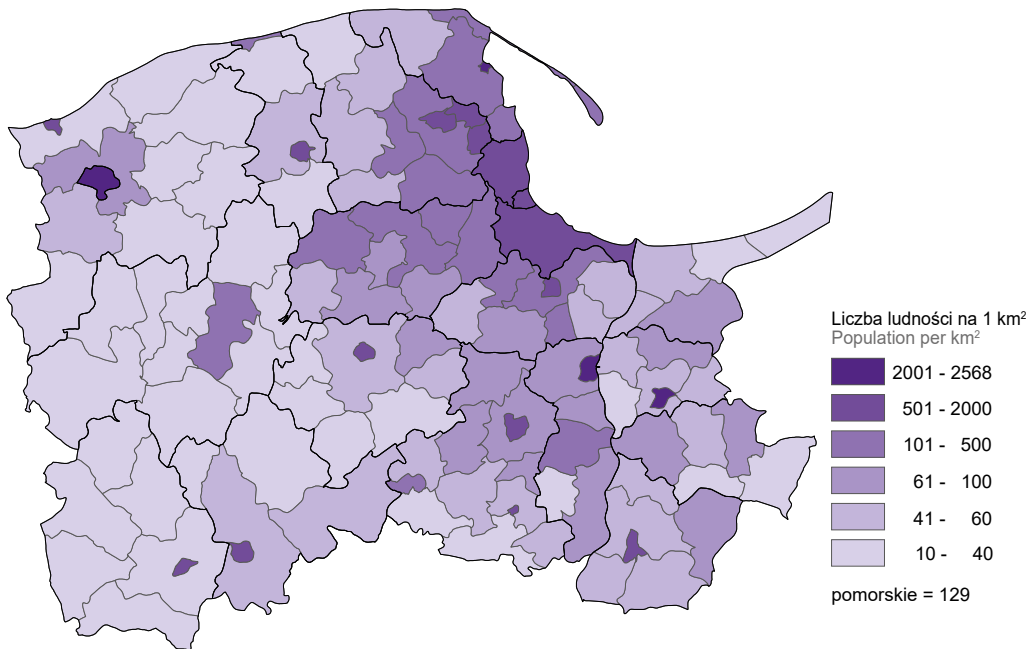 Liczba ludności na 1 km²
Population per km²
2001 - 2568
501 - 2000
101 - 500
61 - 100
41 - 60
10 - 40
pomorskie = 129